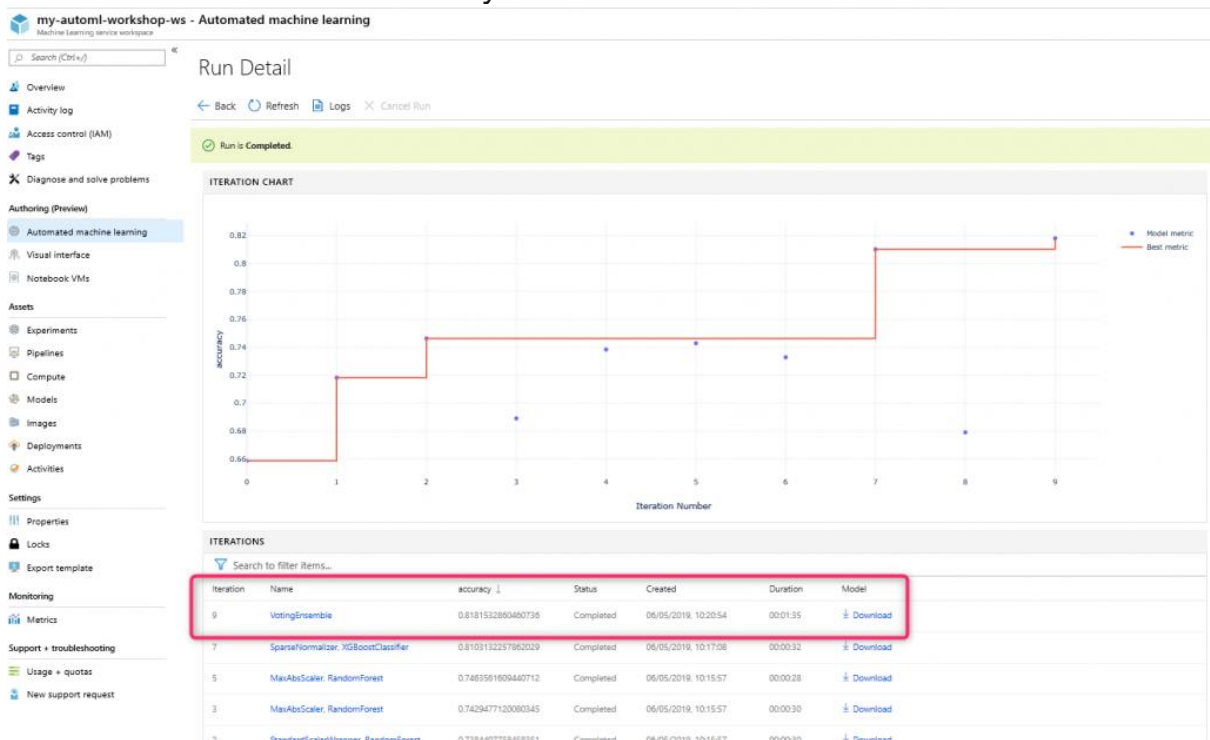 my-automl-workshop-ws - Automated machine learning
Machine Learning service workspace
Search (Ctrl+/)
«
Overview
Activity log
Access control (IAM)
Tags
Diagnose and solve problems
Authoring (Preview)
Automated machine learning
Visual interface
Notebook VMs
Assets
Experiments
Pipelines
Compute
Models
Images
Deployments
Activities
Settings
Properties
Locks
Export template
Monitoring
Metrics
Support + troubleshooting
Usage + quotas
New support request
Run Detail
Back Refresh Logs Cancel Run
Run is Completed.
ITERATION CHART
0.82
0.8
0.78
0.76
0.74
0.72
0.7
0.68
0.66
accuracy
0 1 2 3 4 5 6 7 8 9
Iteration Number
Model metric
Best metric
ITERATIONS
Search to filter items...
Iteration Name accuracy ↓ Status Created Duration Model
9 VotingEnsemble 0.8181532860460736 Completed 06/05/2019, 10:20:54 00:01:35 Download
7 SparseNormalizer, XGBoostClassifier 0.8103132257862029 Completed 06/05/2019, 10:17:08 00:00:32 Download
5 MaxAbsScaler, RandomForest 0.7463561609440712 Completed 06/05/2019, 10:15:57 00:00:28 Download
3 MaxAbsScaler, RandomForest 0.7429477120080345 Completed 06/05/2019, 10:15:57 00:00:30 Download